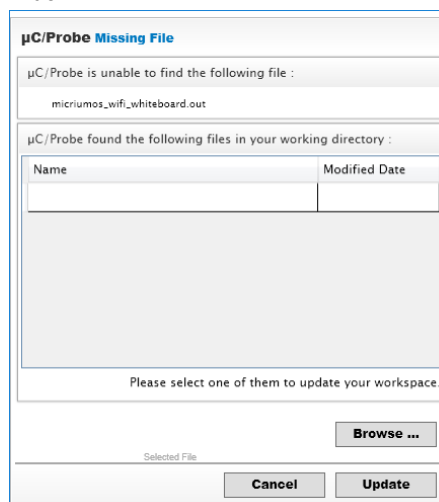 µC/Probe Missing File
µC/Probe is unable to find the following file :
micriumos_wifi_whiteboard.out
µC/Probe found the following files in your working directory :
Name Modified Date
Please select one of them to update your workspace.
Browse ...
Selected File
Cancel Update